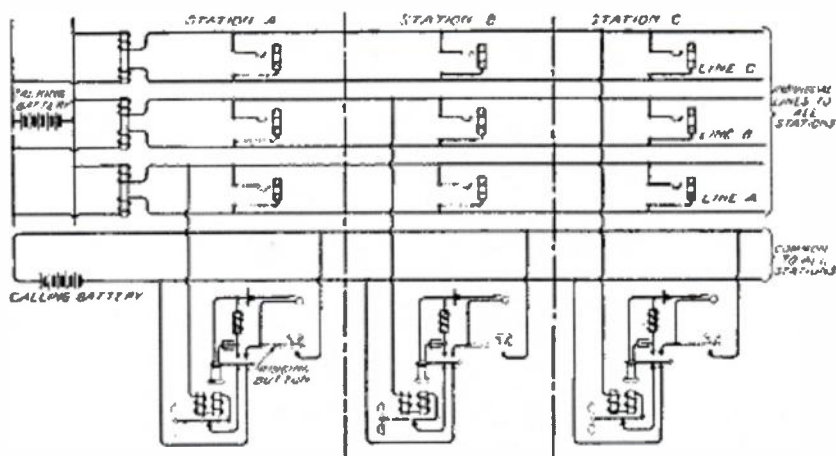 STATION A
STATION B
STATION C
TALKING
BATTERY
LINE C
LINE B
LINE A
INDIVIDUAL
LINES TO
ALL
STATIONS
COMMON
TO ALL
STATIONS
CALLING BATTERY
RINGING
BUTTON